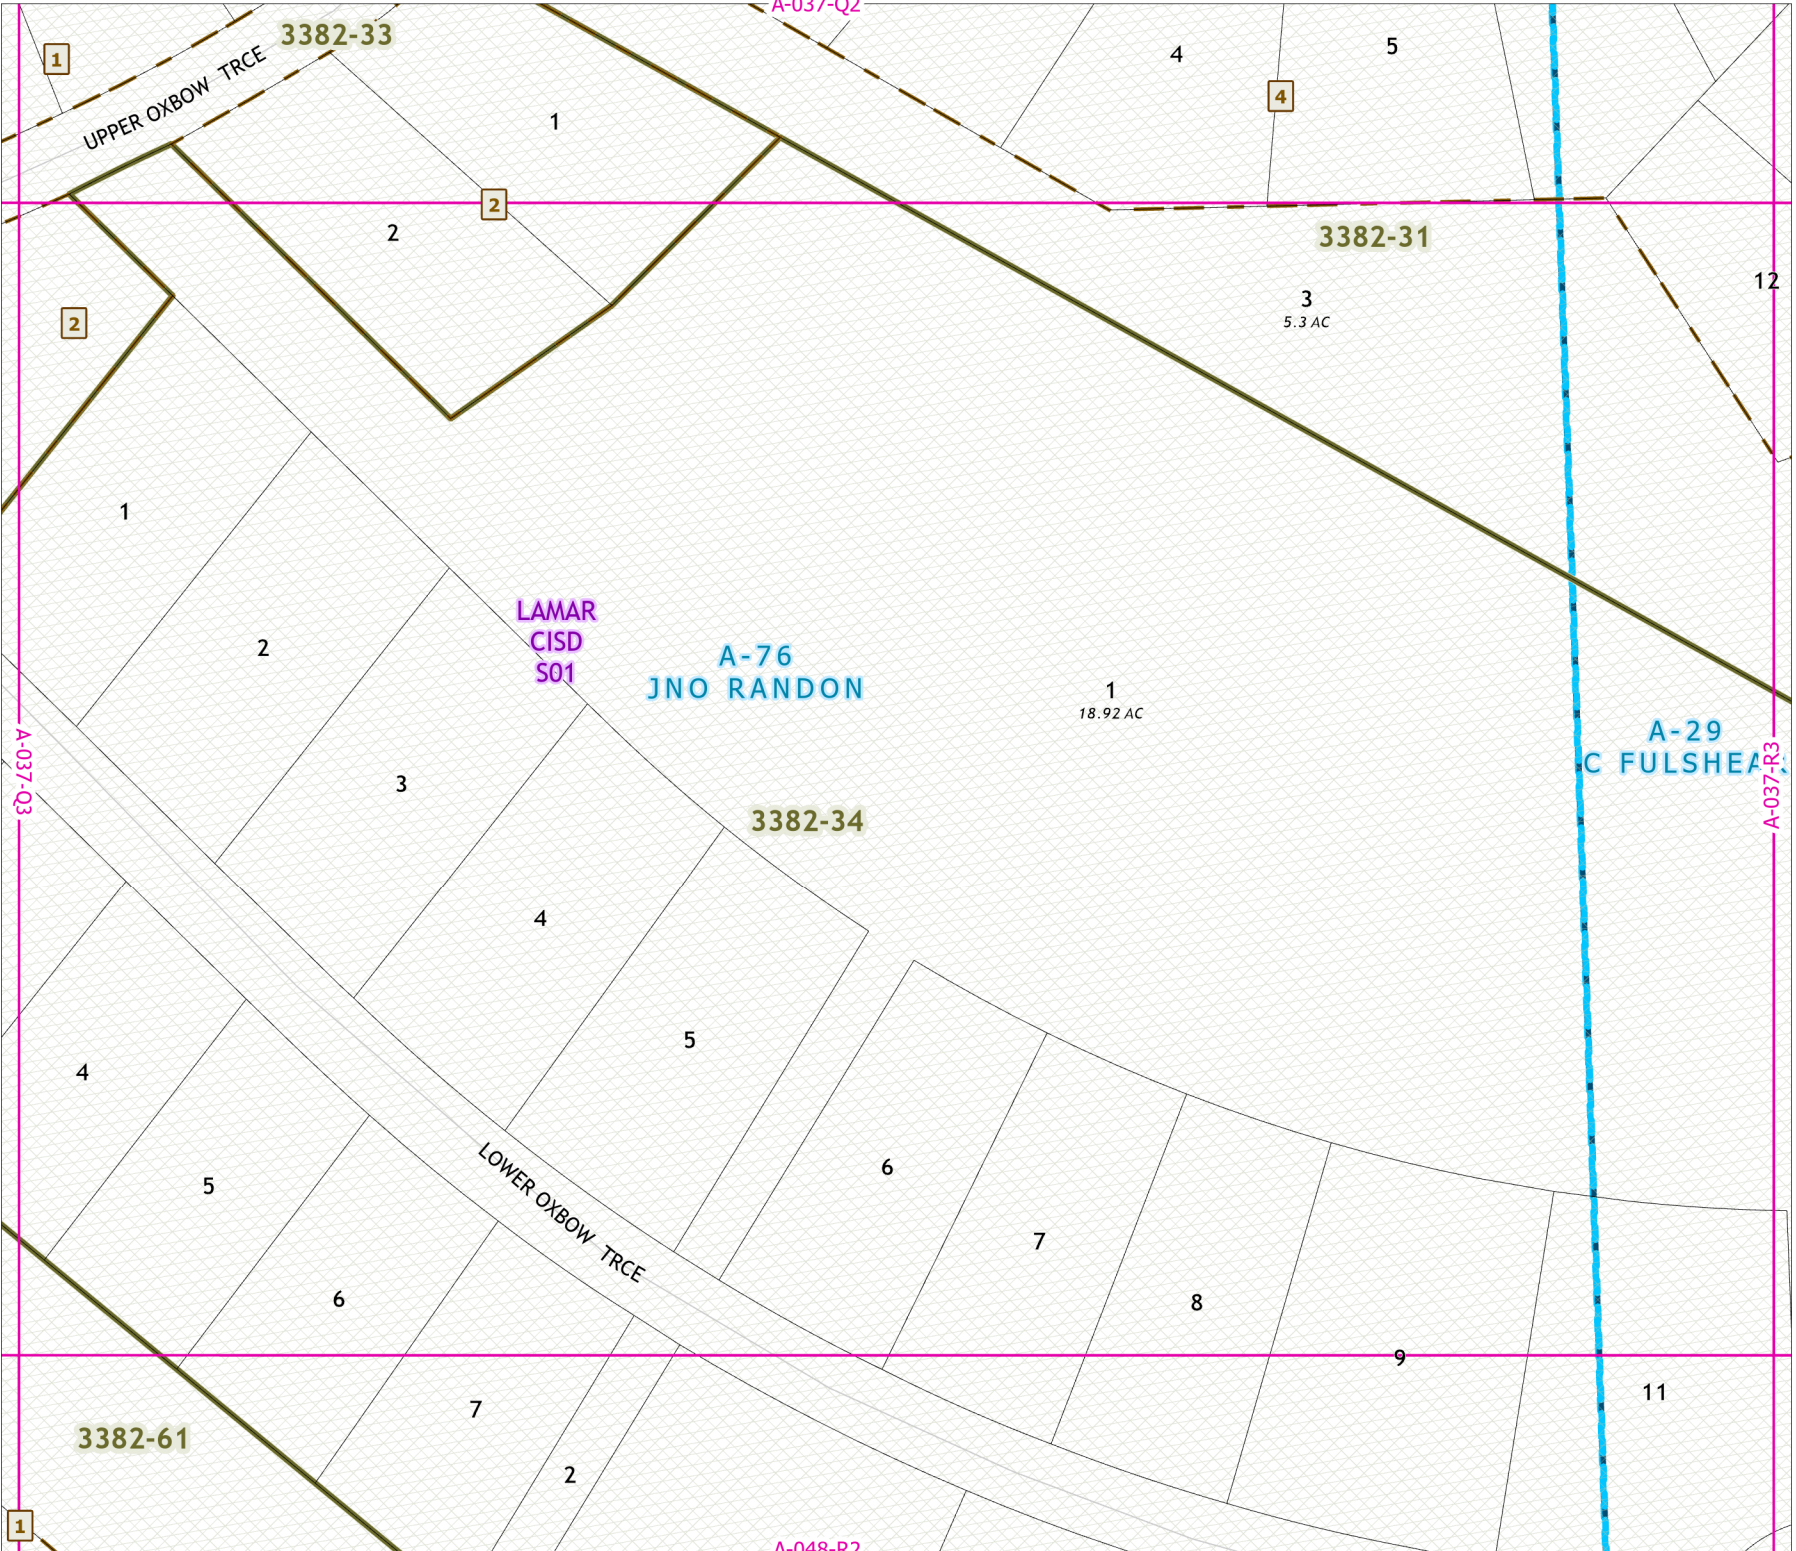 A-037-Q2
3382-33
1
4
5
4
UPPER OXBOW TRCE
1
2
2
3382-31
3
5.3 AC
12
2
1
2
LAMAR
CISD
S01
A-76
JNO RANDON
1
18.92 AC
A-29
C FULSHEAR
A-037-Q3
A-037-R3
3
3382-34
4
5
4
5
LOWER OXBOW TRCE
6
7
8
6
9
11
7
3382-61
2
1
A-048-R2